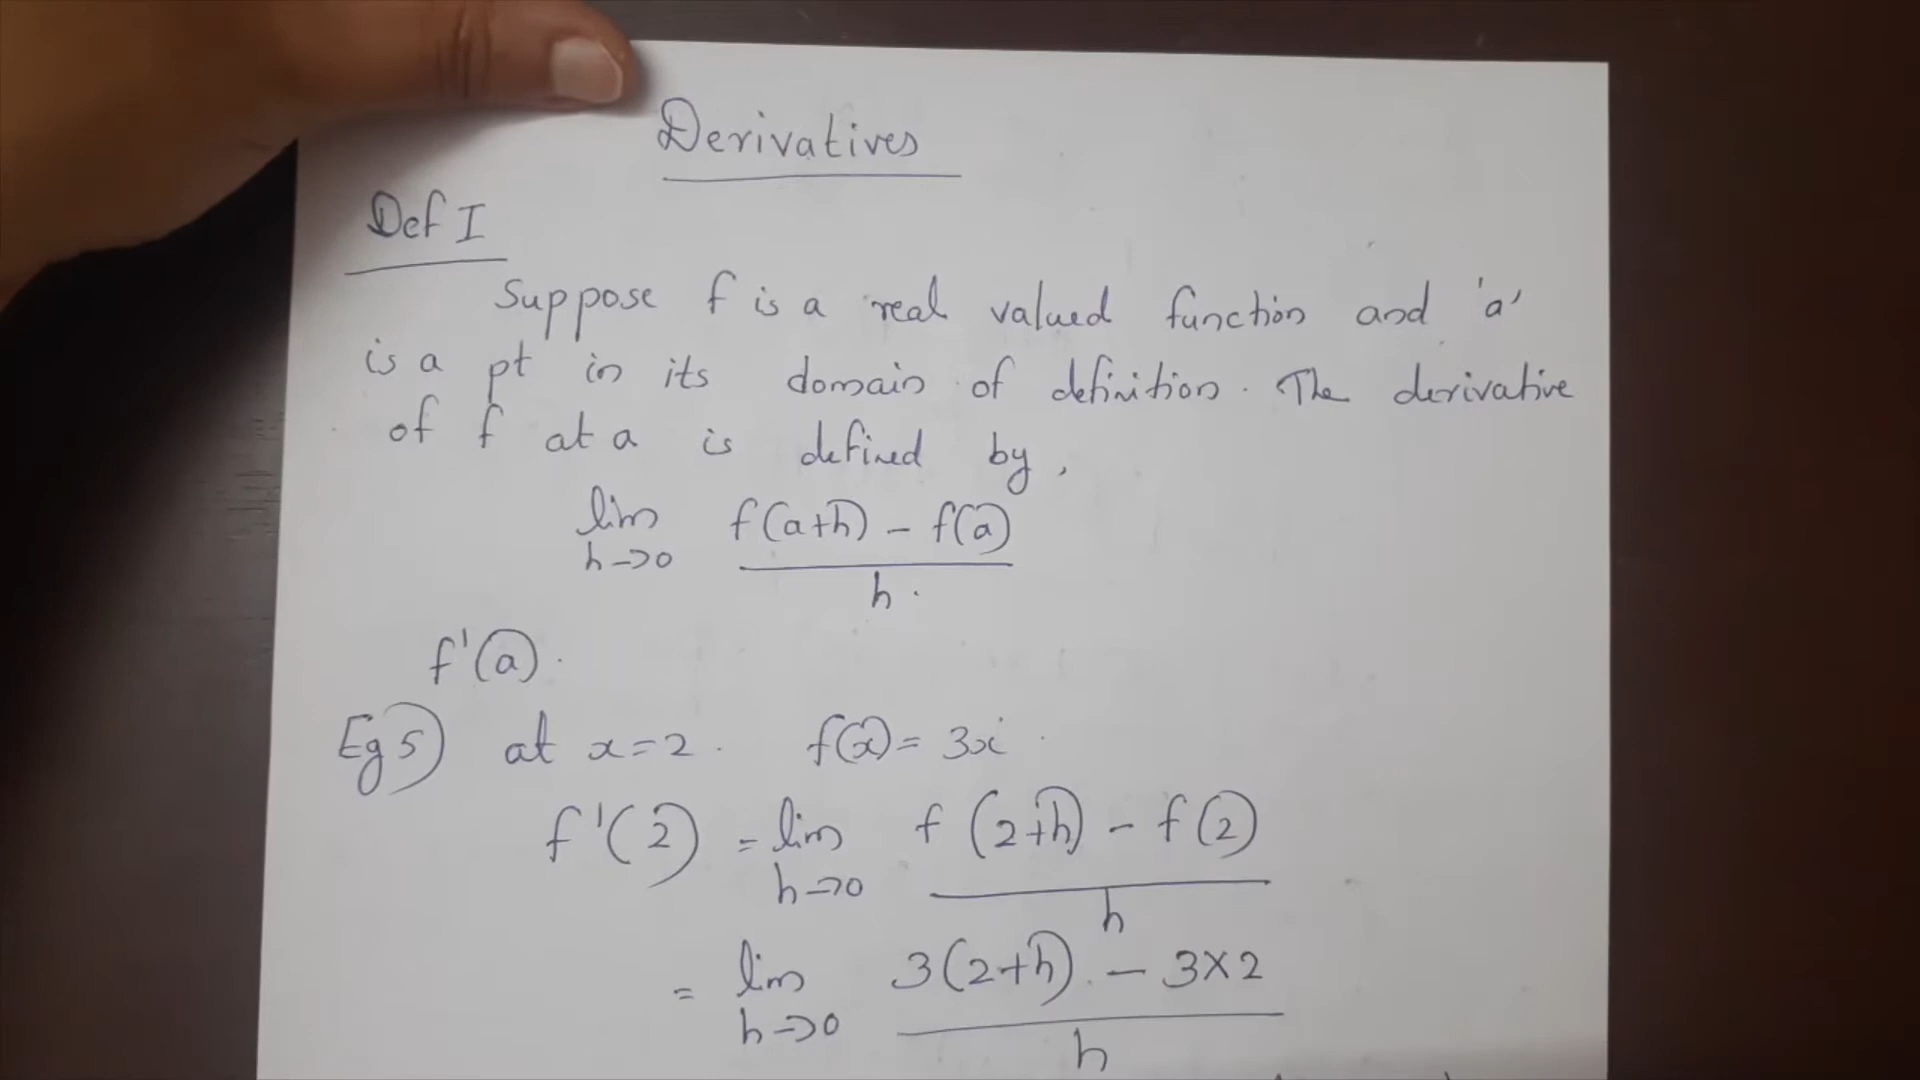 Derivatives
Def I
Suppose f is a real valued function and 'a'
is a pt in its domain of definition. The derivative
of f at a is defined by,
lim f(a+h) - f(a)
h→0 h.
f'(a).
Eg 5) at x=2. f(x)= 3x.
f'(2) = lim f(2+h) - f(2)
h→0 h
= lim 3(2+h) - 3×2
h→0 h